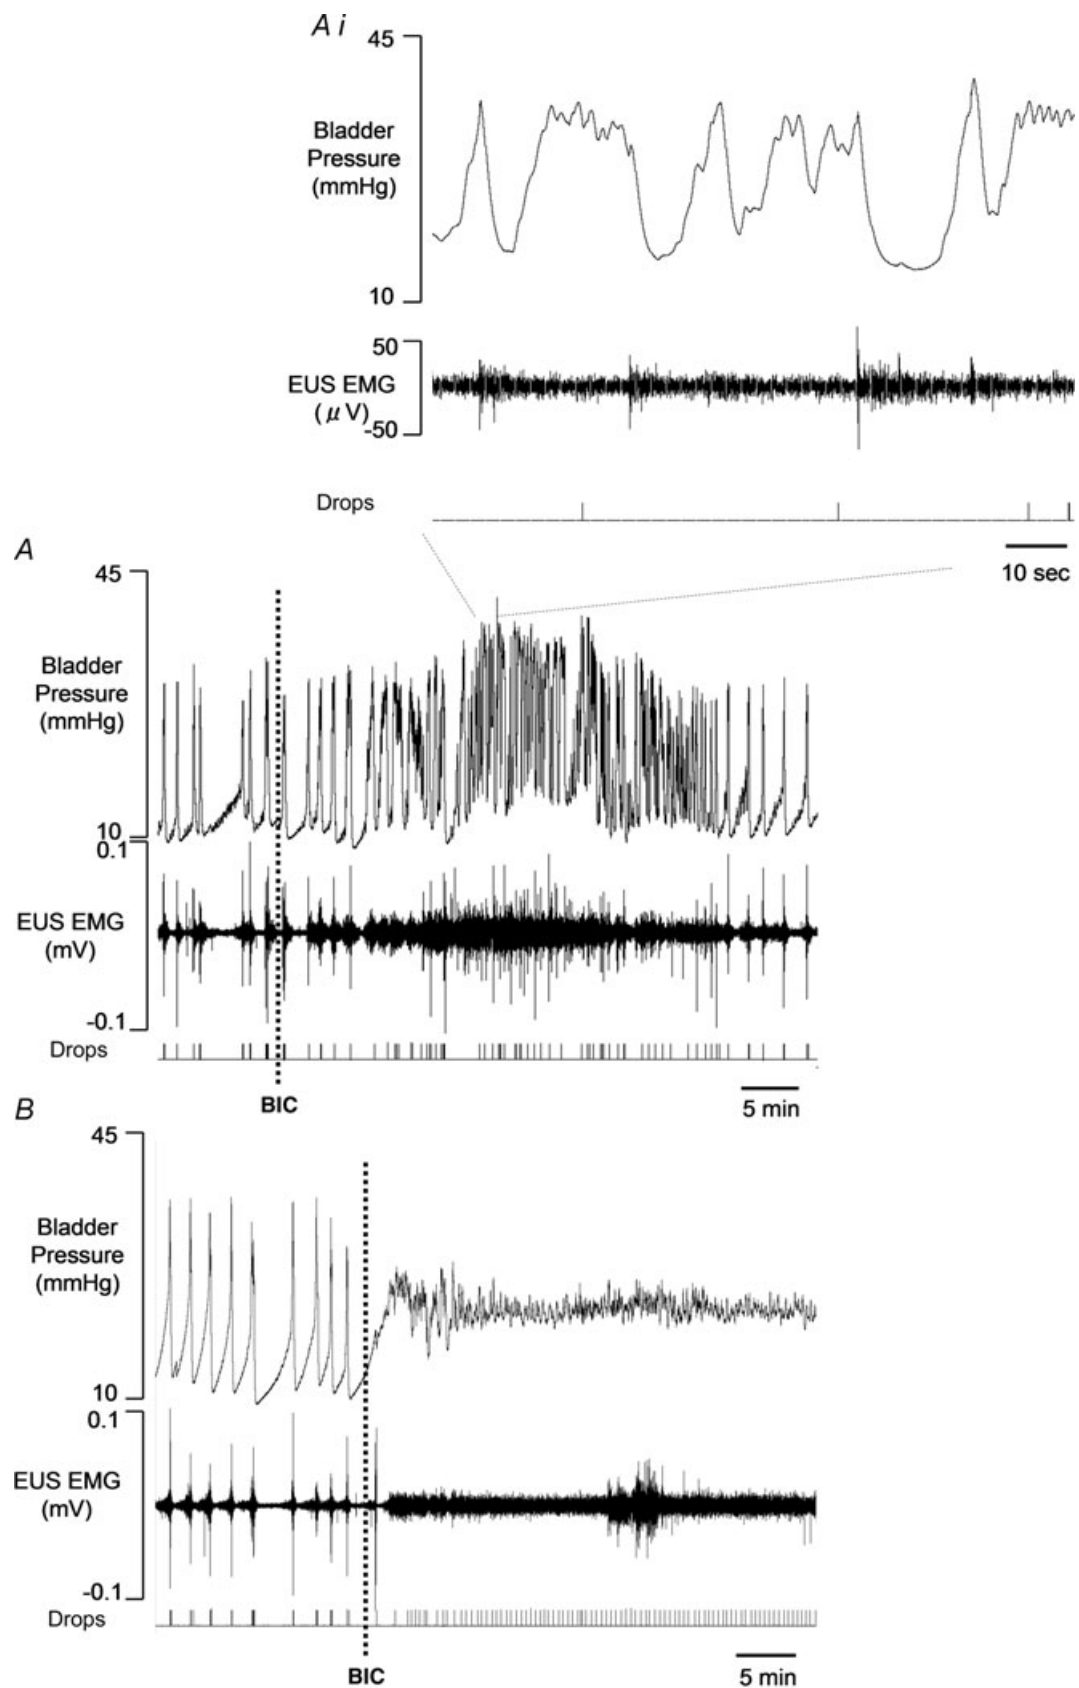 A i
45
Bladder
Pressure
(mmHg)
10
50
EUS EMG
(μV)
-50
Drops
10 sec
A
45
Bladder
Pressure
(mmHg)
10
0.1
EUS EMG
(mV)
-0.1
Drops
BIC
5 min
B
45
Bladder
Pressure
(mmHg)
10
0.1
EUS EMG
(mV)
-0.1
Drops
BIC
5 min